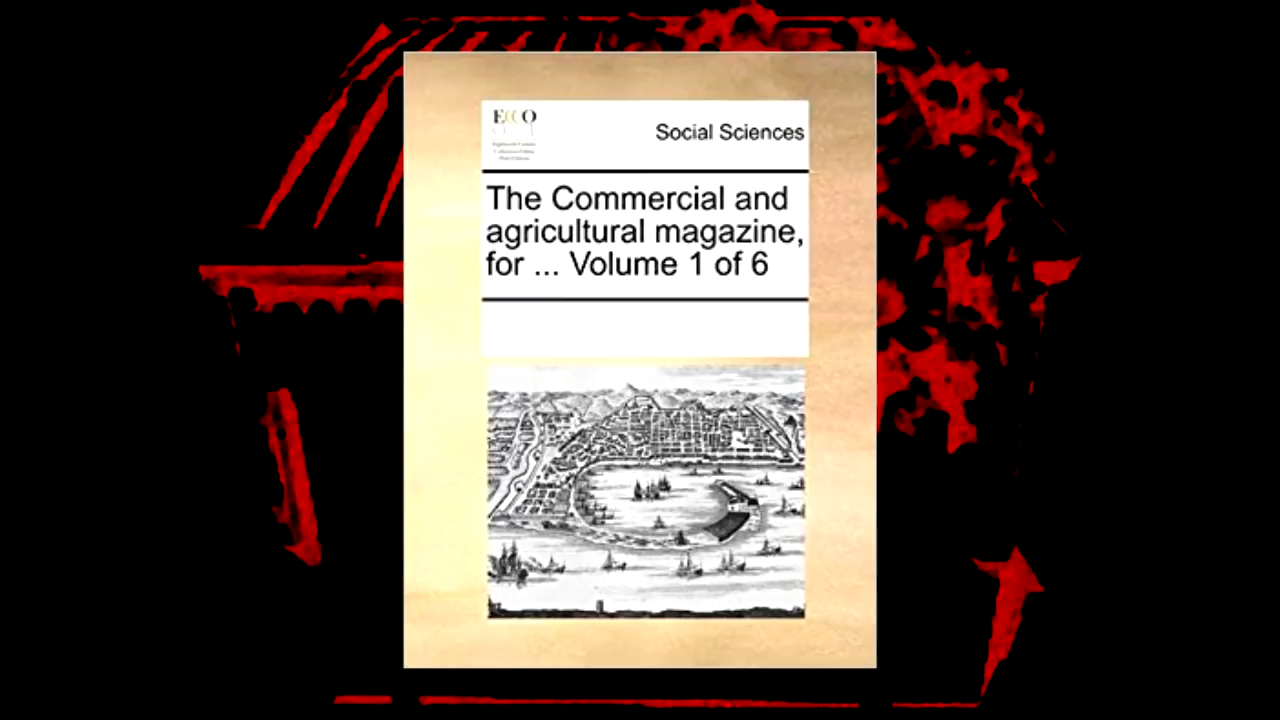 ECCO
Social Sciences
The Commercial and
agricultural magazine,
for ... Volume 1 of 6